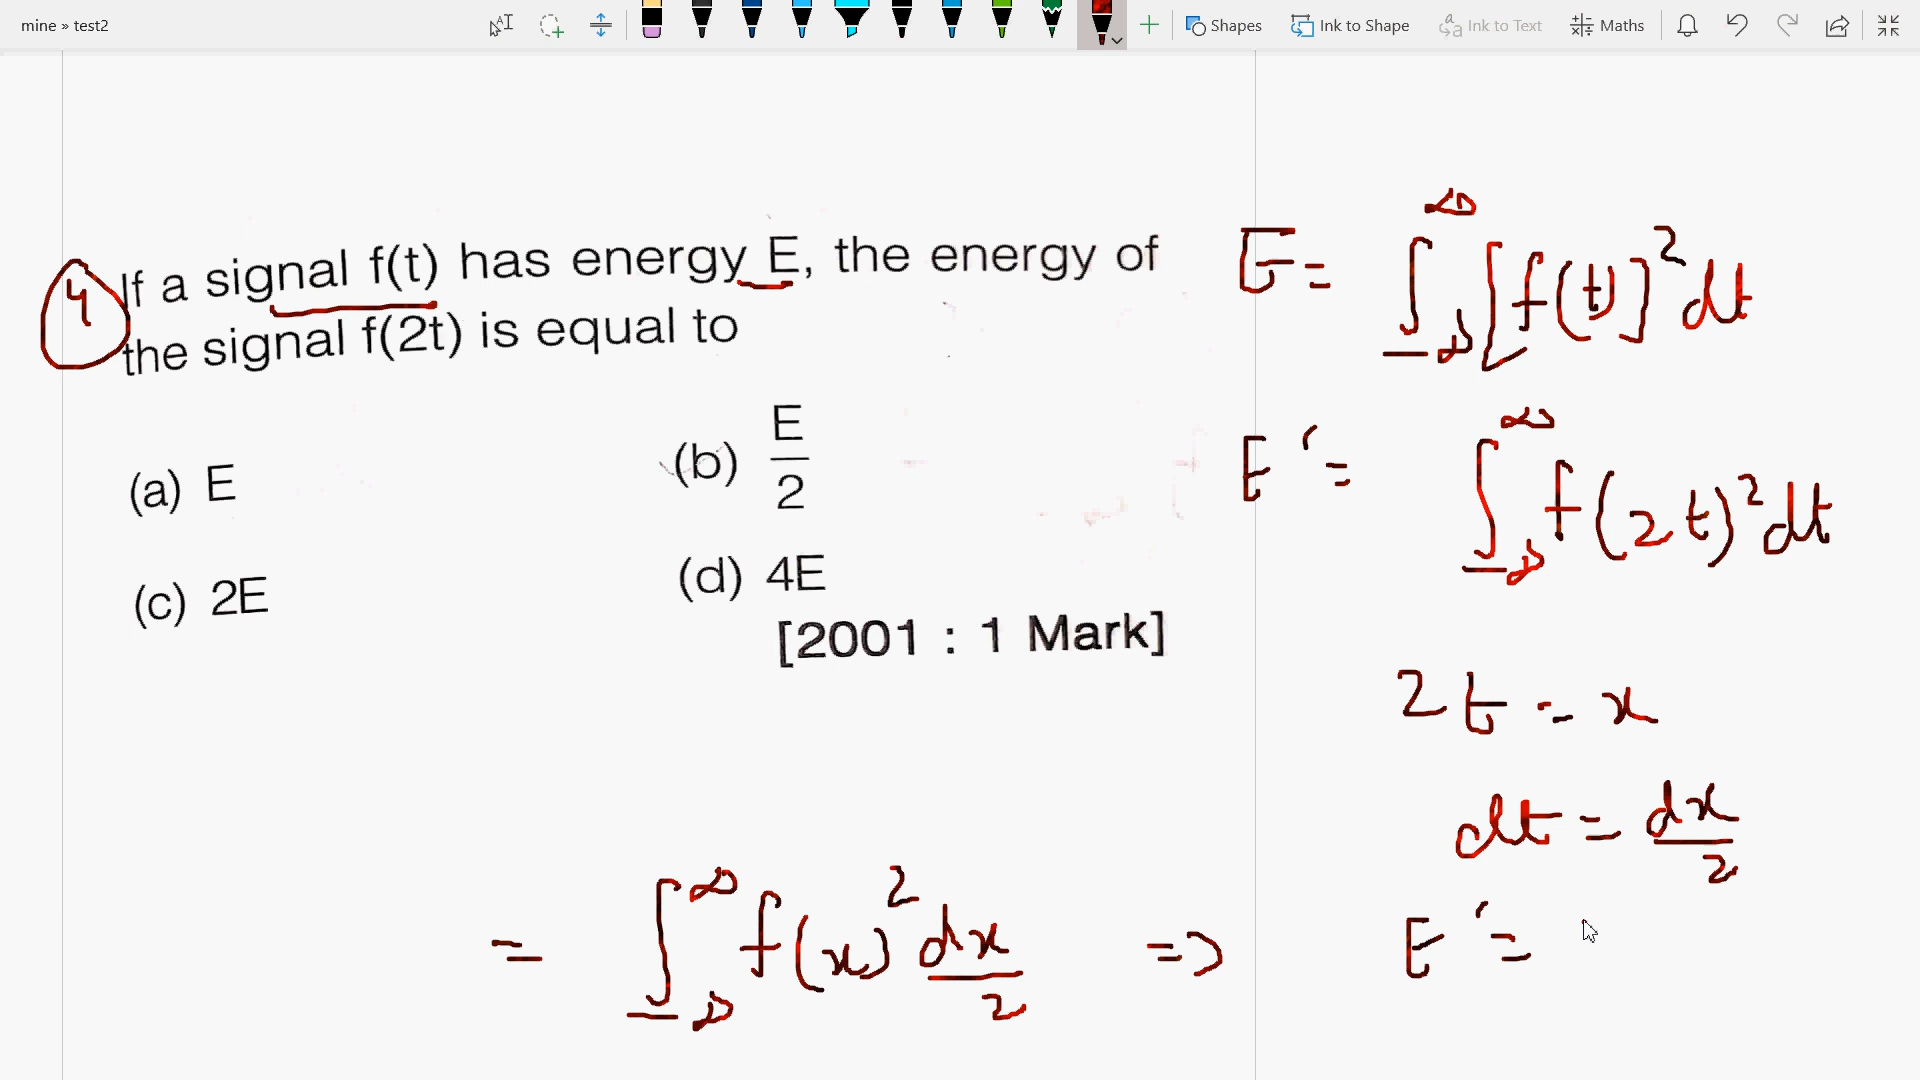 mine » test2
Shapes
Ink to Shape
Ink to Text
Maths
4
If a signal f(t) has energy E, the energy of
the signal f(2t) is equal to
(a) E
(b) E/2
(c) 2E
(d) 4E
[2001 : 1 Mark]
E = ∫_{-∞}^{∞} [f(t)]² dt
E' = ∫_{-∞}^{∞} f(2t)² dt
2t = x
dt = dx/2
= ∫_{-∞}^{∞} f(x)² dx/2 => E' =